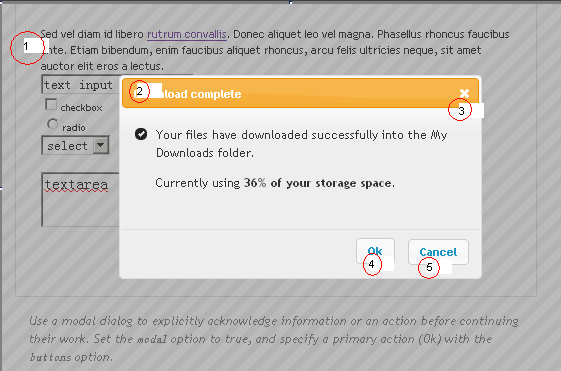 Sed vel diam id libero rutrum convallis. Donec aliquet leo vel magna. Phasellus rhoncus faucibus
1
ante. Etiam bibendum, enim faucibus aliquet rhoncus, arcu felis ultricies neque, sit amet
auctor elit eros a lectus.
text input
checkbox
radio
select
textarea
2
load complete
3
Your files have downloaded successfully into the My
Downloads folder.
Currently using 36% of your storage space.
Ok
Cancel
4
5
Use a modal dialog to explicitly acknowledge information or an action before continuing
their work. Set the modal option to true, and specify a primary action (Ok) with the
buttons option.